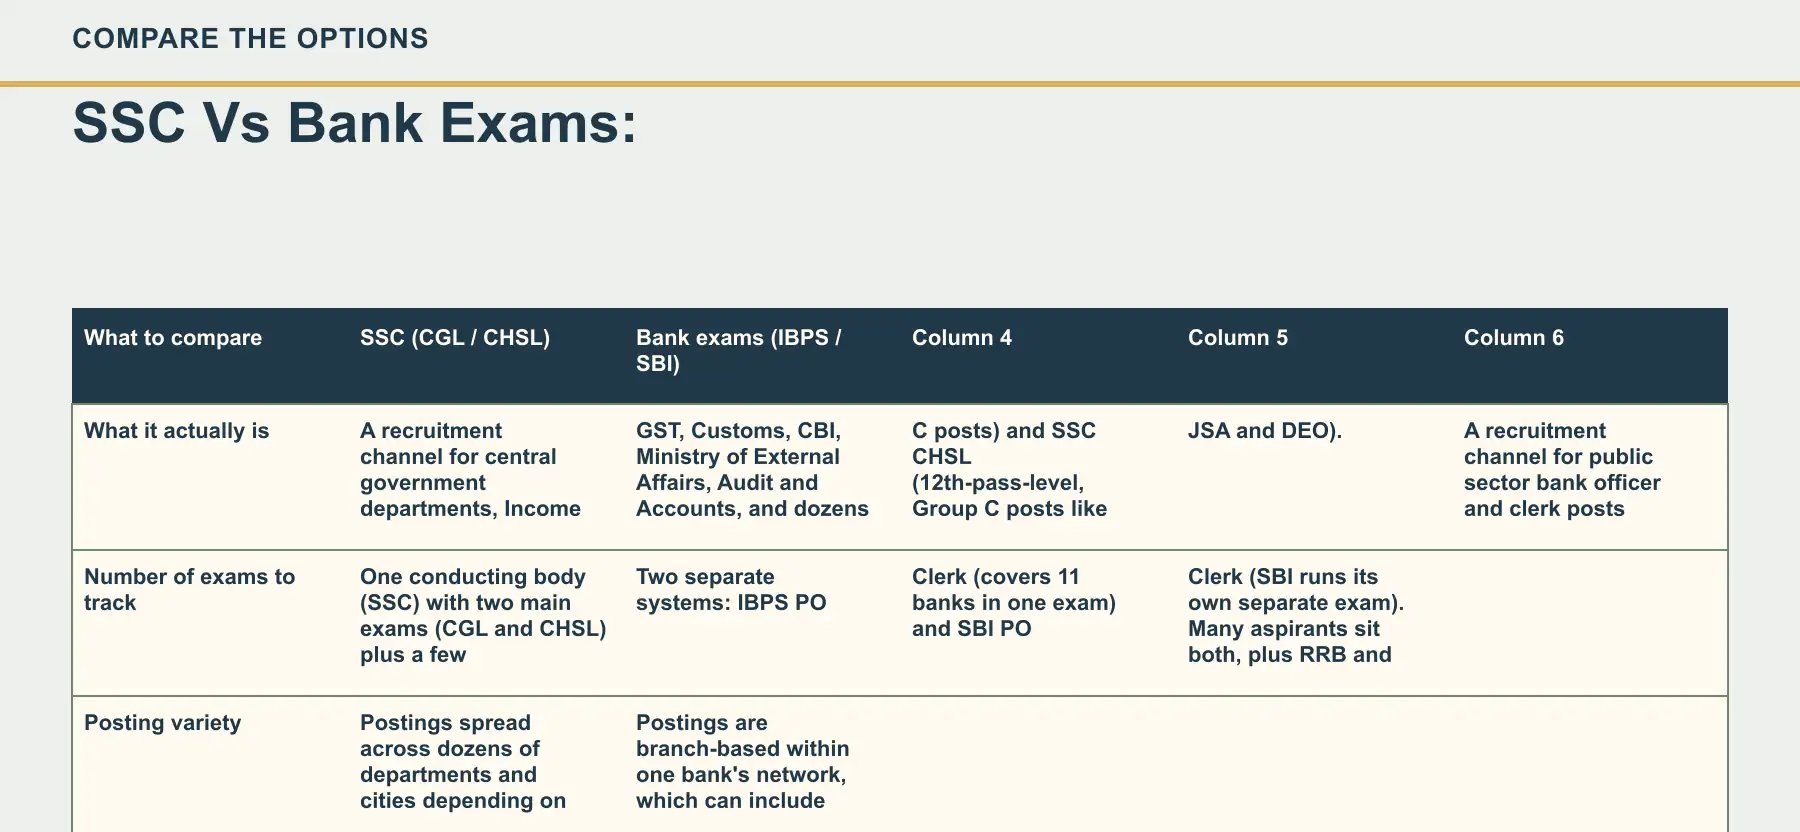 COMPARE THE OPTIONS
SSC Vs Bank Exams:
What to compare
SSC (CGL / CHSL)
Bank exams (IBPS /
SBI)
Column 4
Column 5
Column 6
What it actually is
A recruitment
channel for central
government
departments, Income
GST, Customs, CBI,
Ministry of External
Affairs, Audit and
Accounts, and dozens
C posts) and SSC
CHSL
(12th-pass-level,
Group C posts like
JSA and DEO).
A recruitment
channel for public
sector bank officer
and clerk posts
Number of exams to
track
One conducting body
(SSC) with two main
exams (CGL and CHSL)
plus a few
Two separate
systems: IBPS PO
Clerk (covers 11
banks in one exam)
and SBI PO
Clerk (SBI runs its
own separate exam).
Many aspirants sit
both, plus RRB and
Posting variety
Postings spread
across dozens of
departments and
cities depending on
Postings are
branch-based within
one bank's network,
which can include